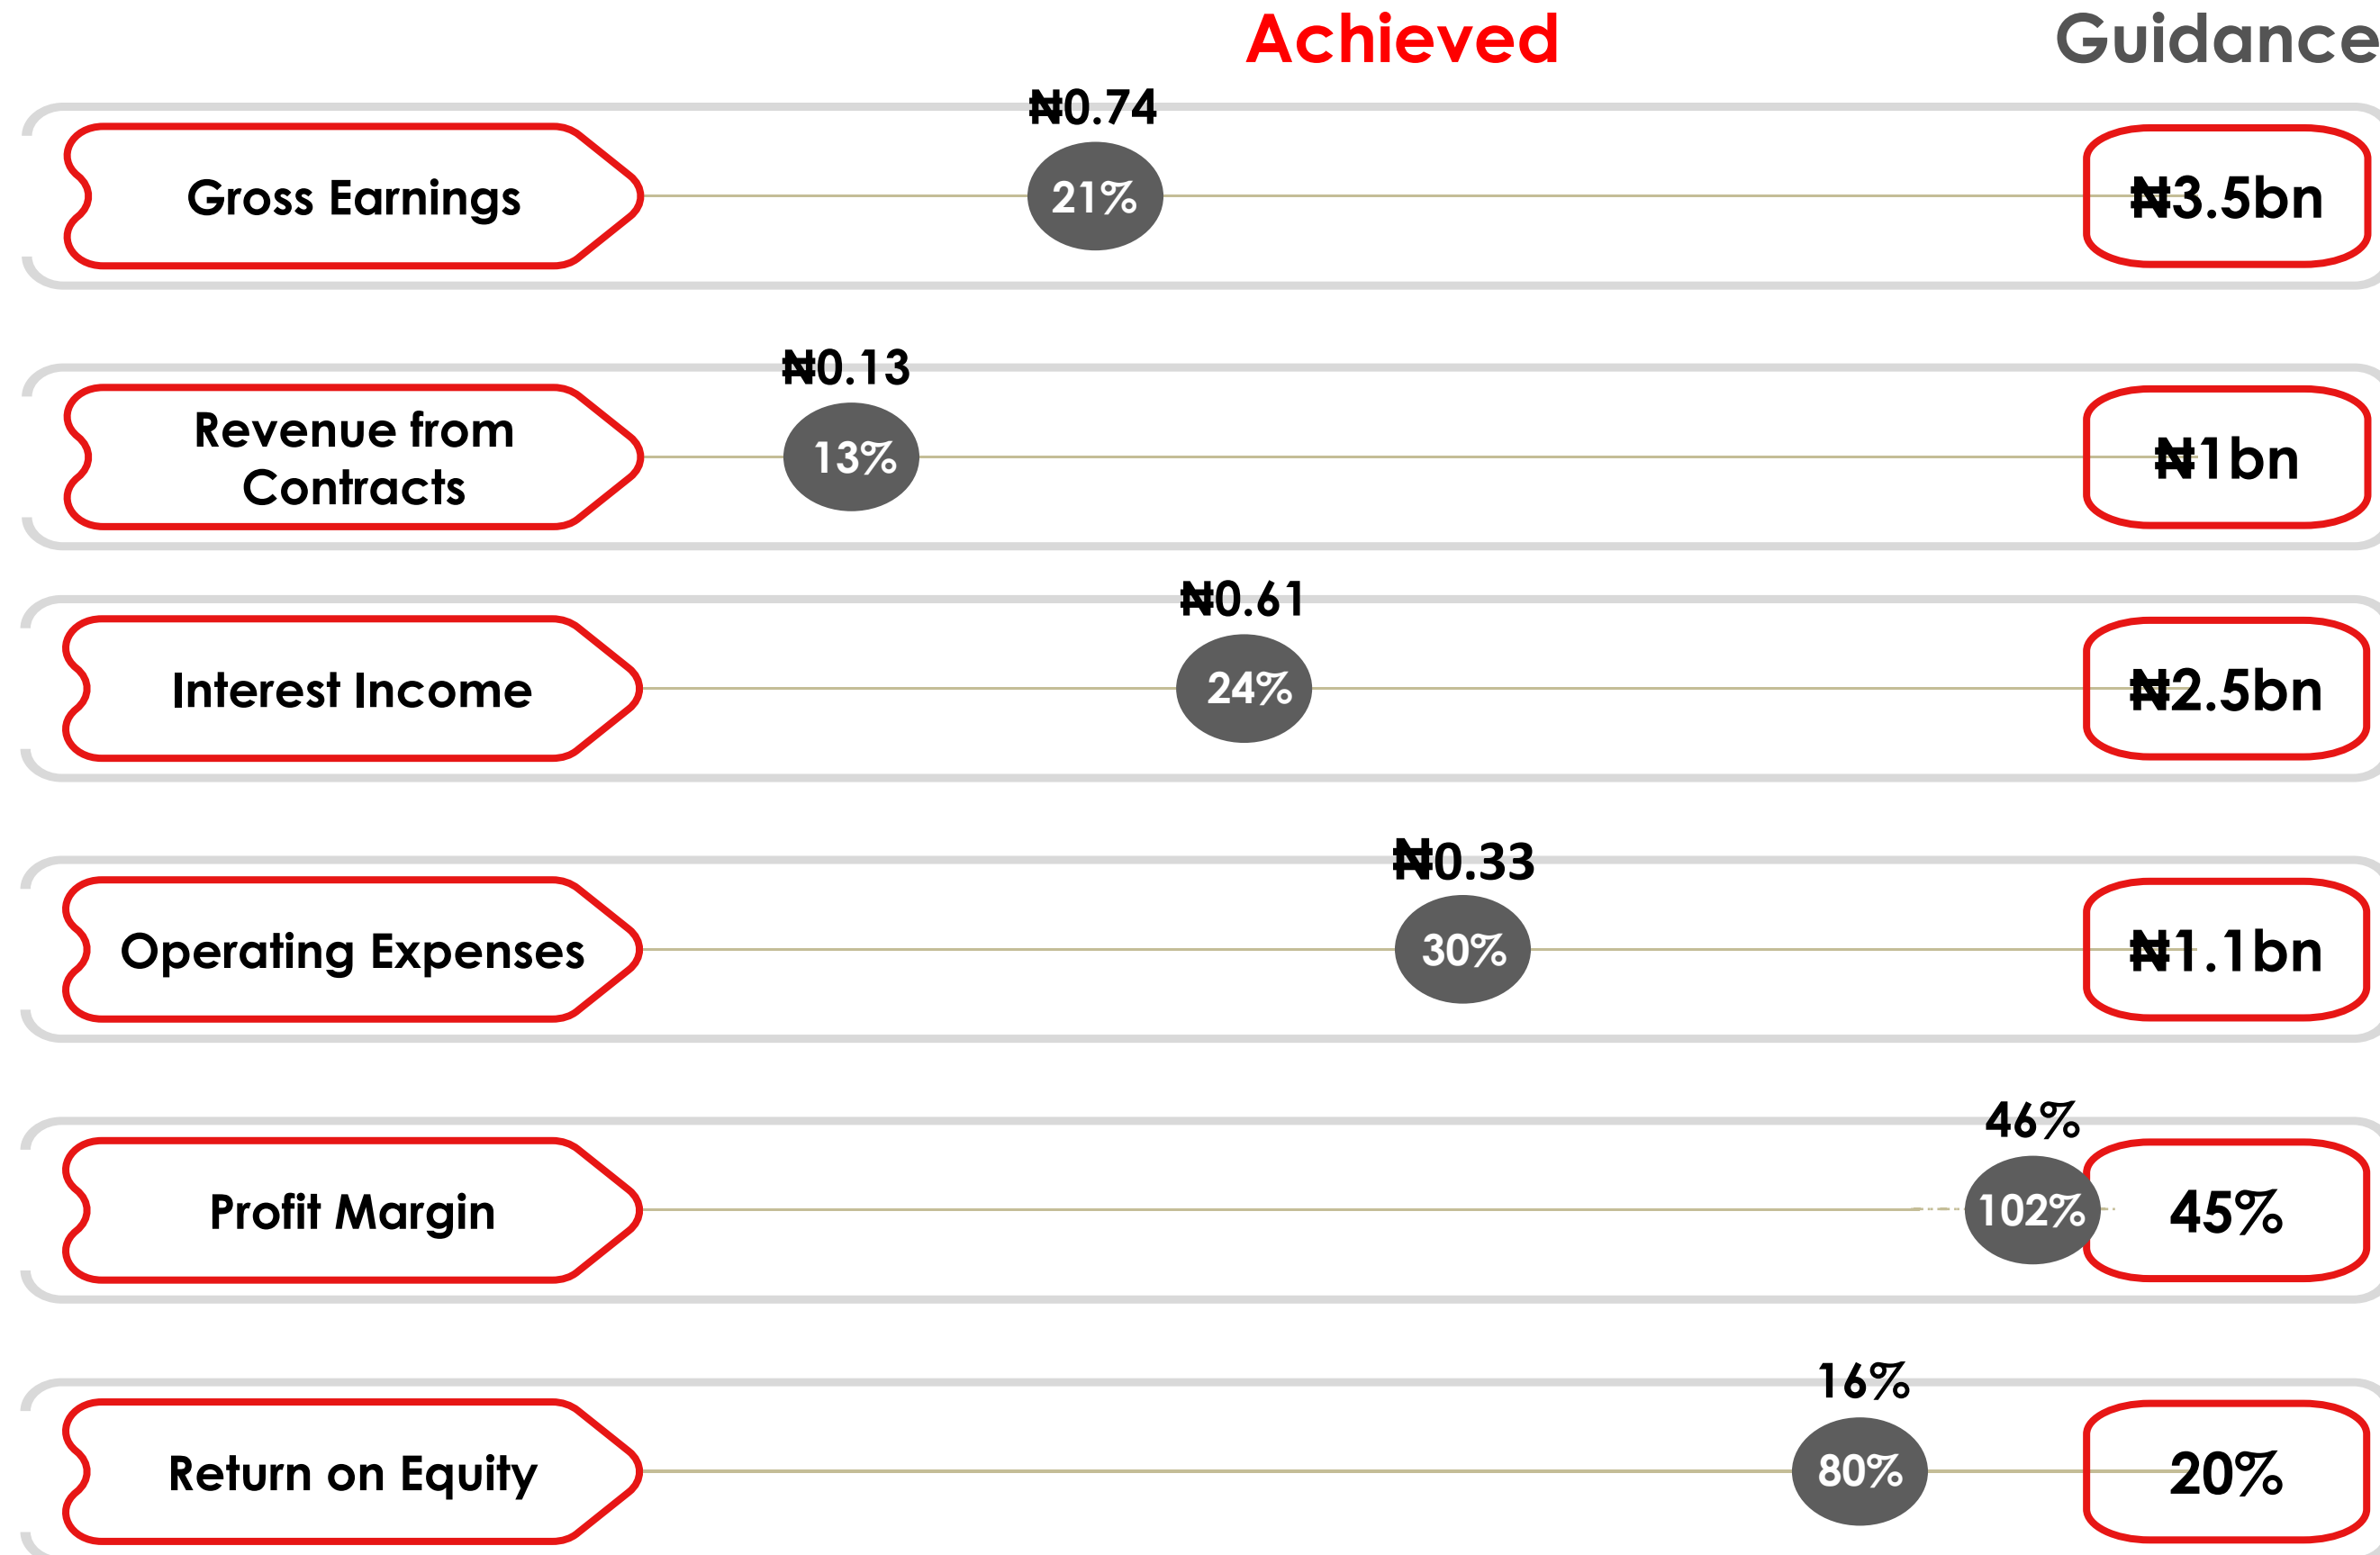 Achieved
Guidance
₦0.74
Gross Earnings
21%
₦3.5bn
₦0.13
Revenue from
Contracts
13%
₦1bn
₦0.61
Interest Income
24%
₦2.5bn
₦0.33
Operating Expenses
30%
₦1.1bn
46%
Profit Margin
102%
45%
16%
Return on Equity
80%
20%